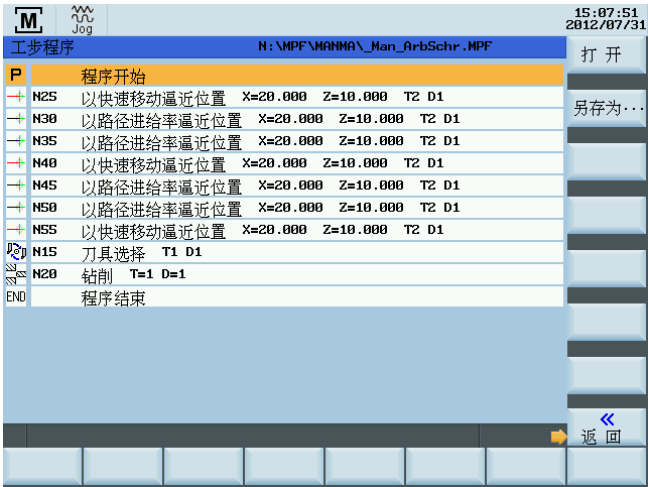 M Jog 15:07:51
2012/07/31
工步程序 N:\MPF\MANMA\_Man_ArbSchr.MPF
打 开
P 程序开始
N25 以快速移动逼近位置 X=20.000 Z=10.000 T2 D1
另存为···
N30 以路径进给率逼近位置 X=20.000 Z=10.000 T2 D1
N35 以路径进给率逼近位置 X=20.000 Z=10.000 T2 D1
N40 以快速移动逼近位置 X=20.000 Z=10.000 T2 D1
N45 以路径进给率逼近位置 X=20.000 Z=10.000 T2 D1
N50 以路径进给率逼近位置 X=20.000 Z=10.000 T2 D1
N55 以快速移动逼近位置 X=20.000 Z=10.000 T2 D1
N15 刀具选择 T1 D1
N20 钻削 T=1 D=1
END 程序结束
«
返 回